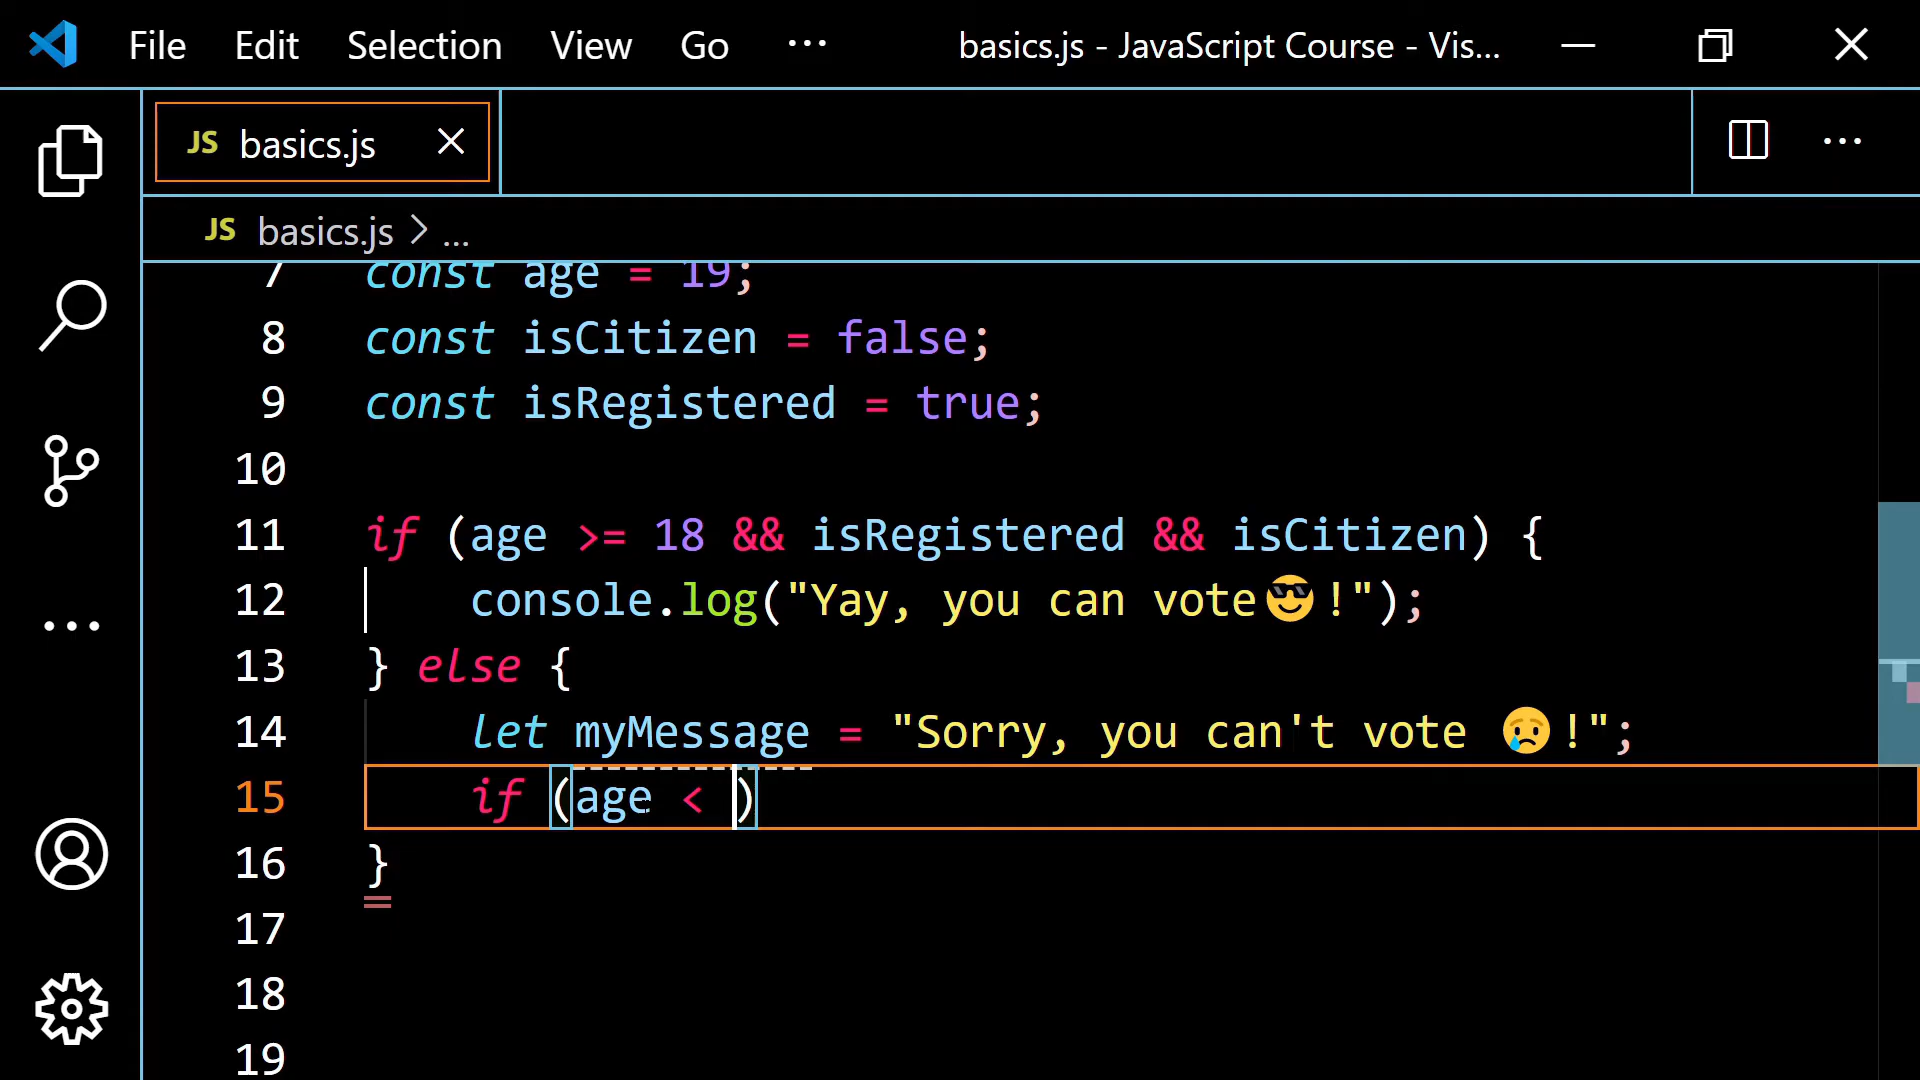 File Edit Selection View Go ··· basics.js - JavaScript Course - Vis...
JS basics.js
JS basics.js > ...
7 const age = 19;
8 const isCitizen = false;
9 const isRegistered = true;
10
11 if (age >= 18 && isRegistered && isCitizen) {
12 console.log("Yay, you can vote😎!");
13 } else {
14 let myMessage = "Sorry, you can't vote 😢!";
15 if (age < )
16 }
17
18
19